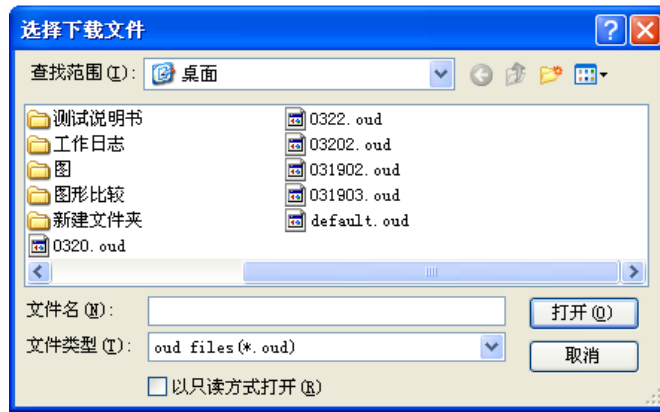 选择下载文件
查找范围(I): 桌面
测试说明书
工作日志
图
图形比较
新建文件夹
0320.oud
0322.oud
03202.oud
031902.oud
031903.oud
default.oud
文件名(N):
打开(O)
文件类型(T): oud files(*.oud)
取消
以只读方式打开(R)